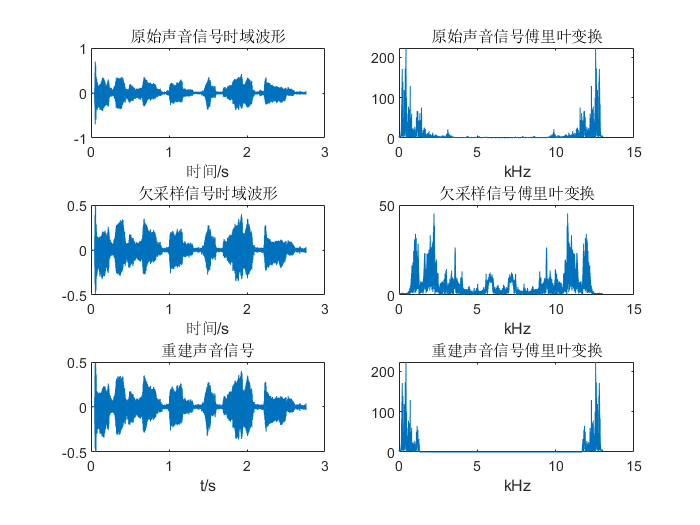 原始声音信号时域波形
1
0
-1
0 1 2 3
时间/s
原始声音信号傅里叶变换
200
100
0
0 5 10 15
kHz
欠采样信号时域波形
0.5
0
-0.5
0 1 2 3
时间/s
欠采样信号傅里叶变换
50
0
0 5 10 15
kHz
重建声音信号
0.5
0
-0.5
0 1 2 3
t/s
重建声音信号傅里叶变换
200
100
0
0 5 10 15
kHz